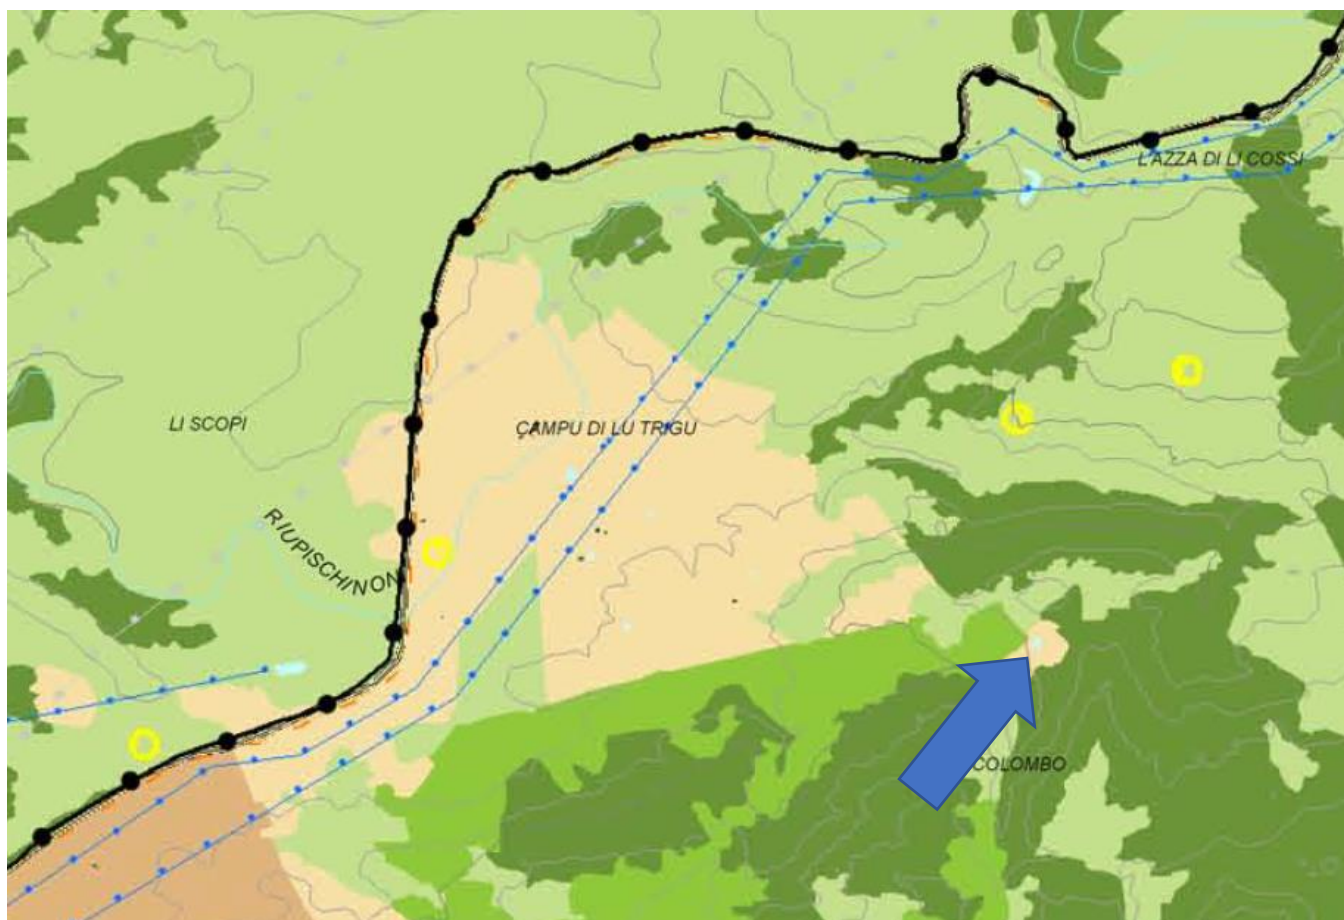 L'AZZA DI LI COSSI
LI SCOPI
CAMPU DI LU TRIGU
RIUPISCHINON
COLOMBO